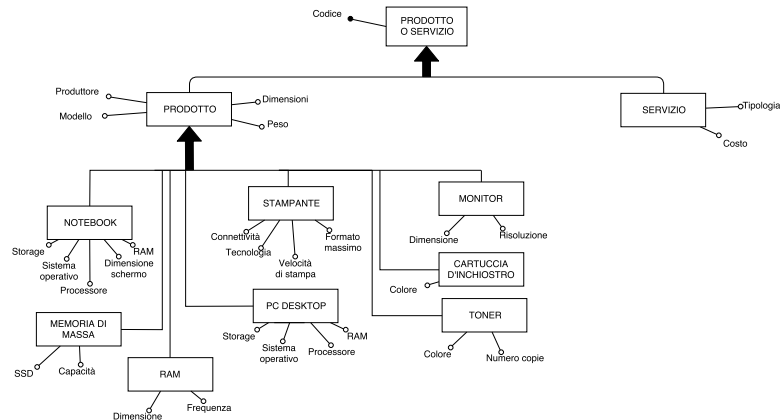 Codice
PRODOTTO
O SERVIZIO
Produttore
Modello
PRODOTTO
Dimensioni
Peso
SERVIZIO
Tipologia
Costo
NOTEBOOK
Storage
Sistema
operativo
Processore
Dimensione
schermo
RAM
STAMPANTE
Connettività
Tecnologia
Velocità
di stampa
Formato
massimo
MONITOR
Dimensione
Risoluzione
CARTUCCIA
D'INCHIOSTRO
Colore
MEMORIA DI
MASSA
SSD
Capacità
RAM
Dimensione
Frequenza
PC DESKTOP
Storage
Sistema
operativo
Processore
RAM
TONER
Colore
Numero copie